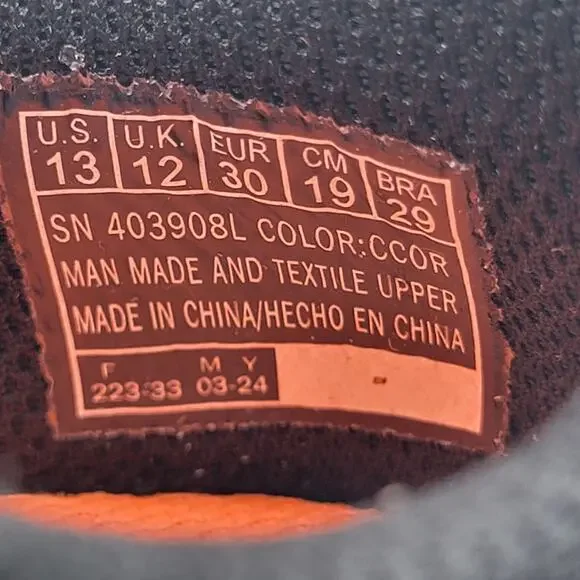 U.S. U.K. EUR CM BRA
13 12 30 19 29
SN 403908L COLOR:CCOR
MAN MADE AND TEXTILE UPPER
MADE IN CHINA/HECHO EN CHINA
F M Y
223-33 03-24